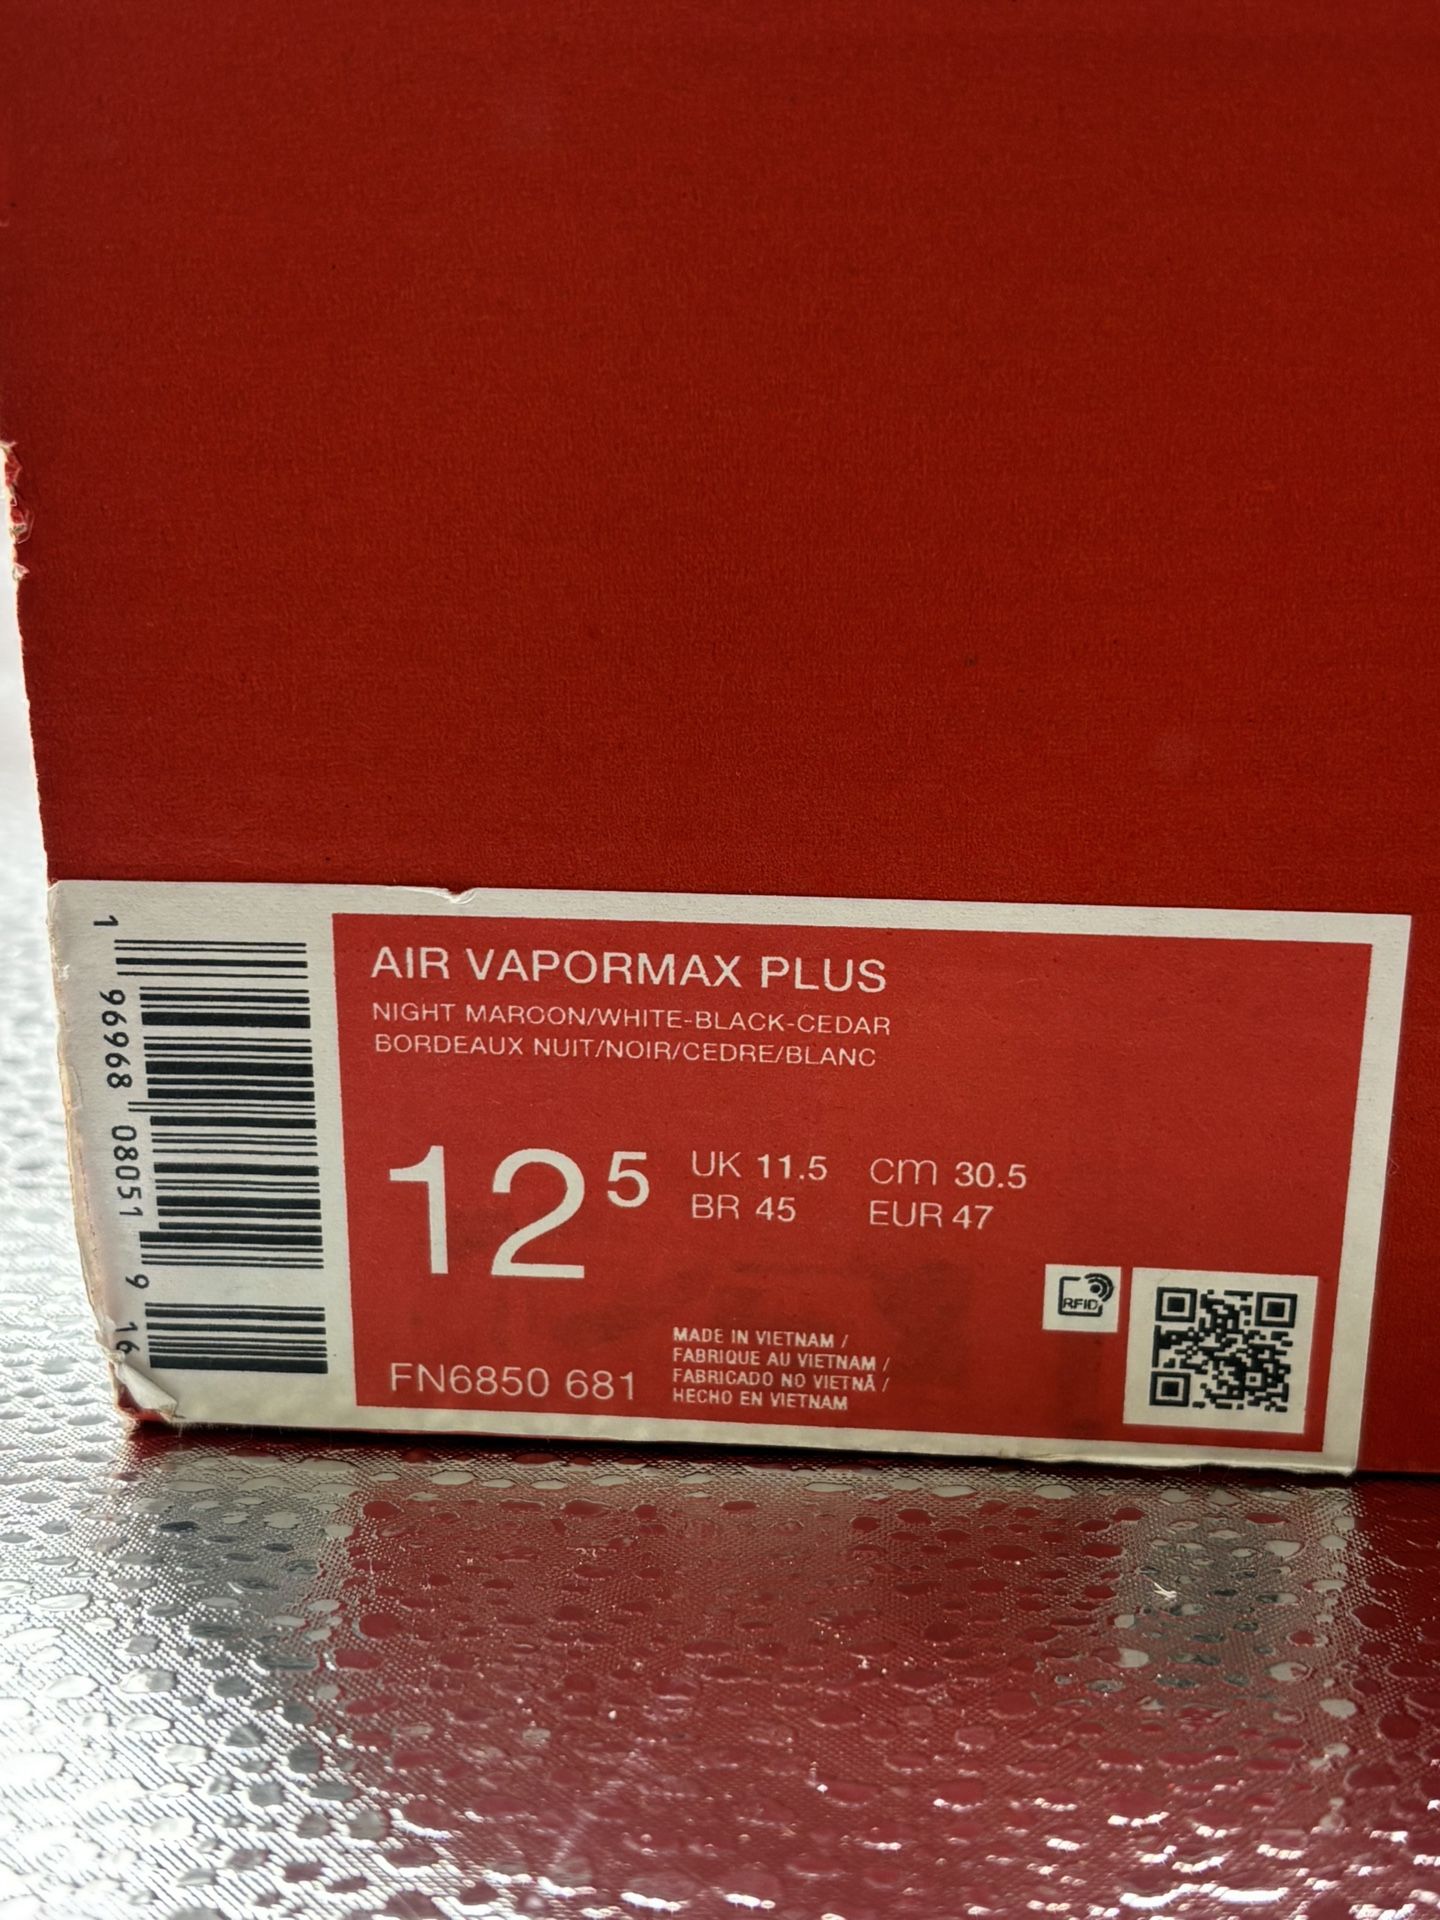 1 96968 08051 9 16
AIR VAPORMAX PLUS
NIGHT MAROON/WHITE-BLACK-CEDAR
BORDEAUX NUIT/NOIR/CEDRE/BLANC
12 5
UK 11.5 cm 30.5
BR 45 EUR 47
RFID
MADE IN VIETNAM /
FABRIQUE AU VIETNAM /
FABRICADO NO VIETNÃ /
HECHO EN VIETNAM
FN6850 681